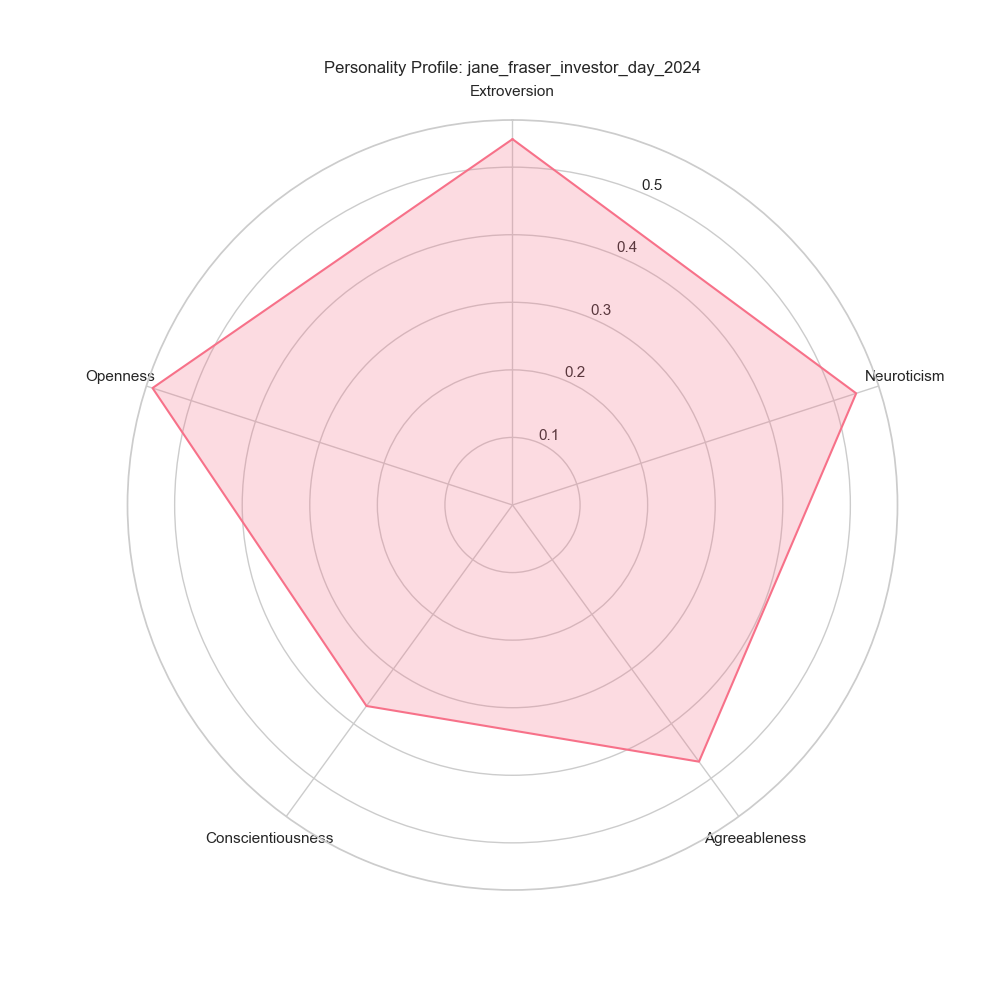 Personality Profile: jane_fraser_investor_day_2024
Extroversion
0.5
0.4
0.3
0.2
0.1
Openness
Neuroticism
Conscientiousness
Agreeableness